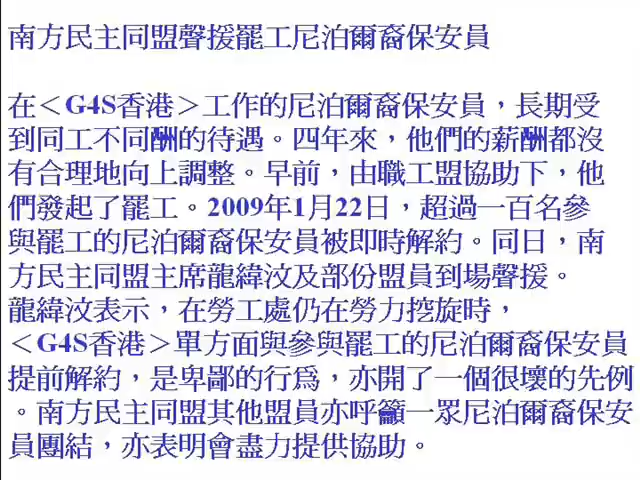 南方民主同盟聲援罷工尼泊爾裔保安員
在＜G4S香港＞工作的尼泊爾裔保安員，長期受
到同工不同酬的待遇。四年來，他們的薪酬都沒
有合理地向上調整。早前，由職工盟協助下，他
們發起了罷工。2009年1月22日，超過一百名參
與罷工的尼泊爾裔保安員被即時解約。同日，南
方民主同盟主席龍緯汶及部份盟員到場聲援。
龍緯汶表示，在勞工處仍在勞力挖旋時，
＜G4S香港＞單方面與參與罷工的尼泊爾裔保安員
提前解約，是卑鄙的行爲，亦開了一個很壞的先例
。南方民主同盟其他盟員亦呼籲一眾尼泊爾裔保安
員團結，亦表明會盡力提供協助。